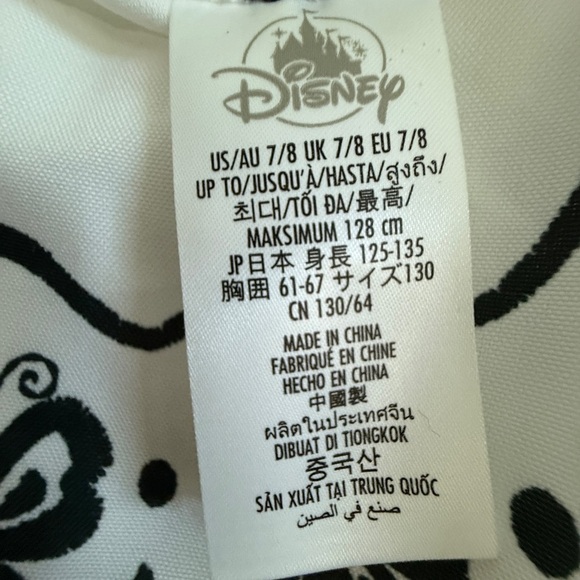 Disney
US/AU 7/8 UK 7/8 EU 7/8
UP TO/JUSQU'À/HASTA/สูงถึง/
최대/TỐI ĐA/最高/
MAKSIMUM 128 cm
JP日本 身長 125-135
胸囲 61-67 サイズ130
CN 130/64
MADE IN CHINA
FABRIQUÉ EN CHINE
HECHO EN CHINA
中國製
ผลิตในประเทศจีน
DIBUAT DI TIONGKOK
중국산
SẢN XUẤT TẠI TRUNG QUỐC
صنع في الصين